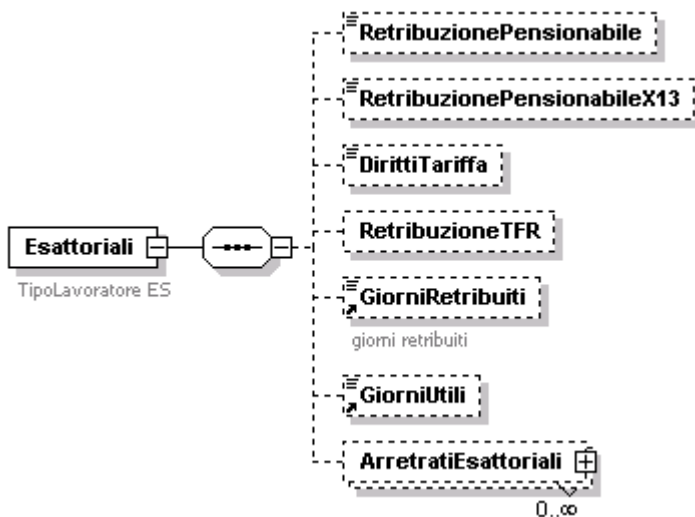 RetribuzionePensionabile
RetribuzionePensionabileX13
DirittiTariffa
Esattoriali
TipoLavoratore ES
RetribuzioneTFR
GiorniRetribuiti
giorni retribuiti
GiorniUtili
ArretratiEsattoriali
0..∞